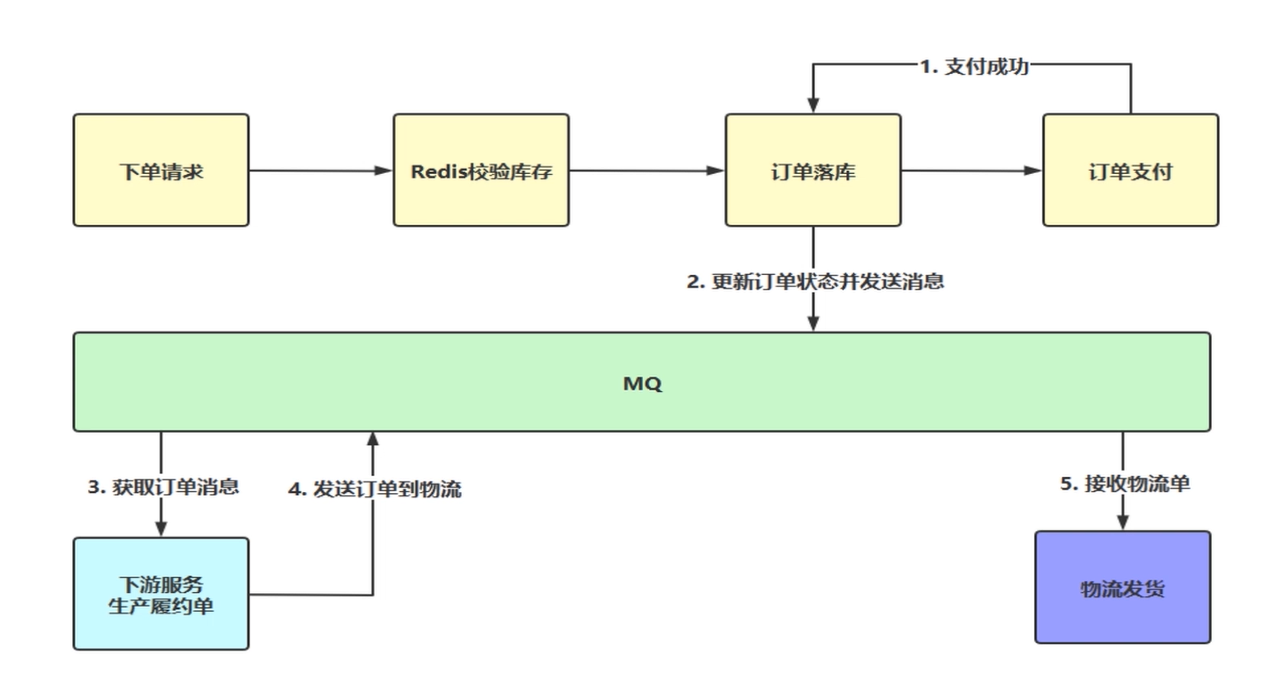 1. 支付成功
下单请求
Redis校验库存
订单落库
订单支付
2. 更新订单状态并发送消息
MQ
3. 获取订单消息
4. 发送订单到物流
5. 接收物流单
下游服务
生产履约单
物流发货